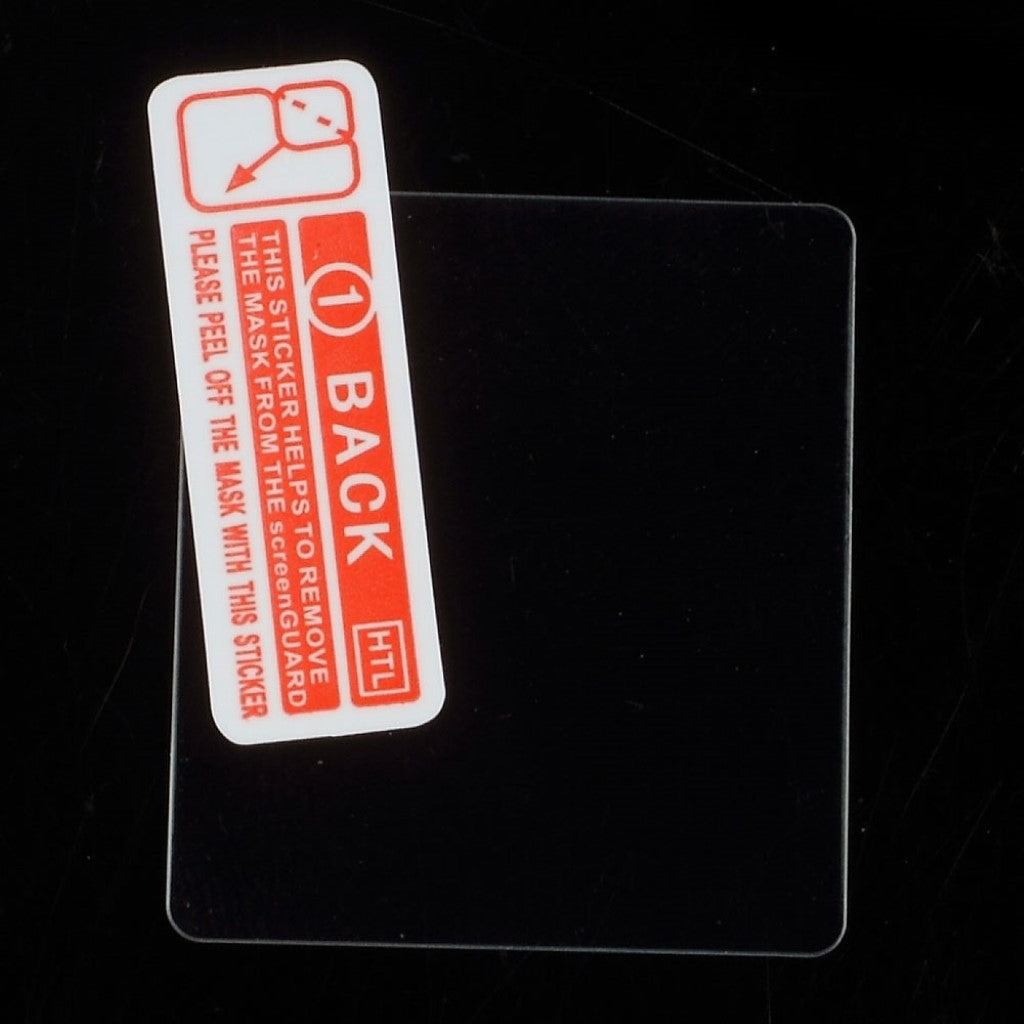 ① BACK HTL
THIS STICKER HELPS TO REMOVE
THE MASK FROM THE screenGUARD
PLEASE PEEL OFF THE MASK WITH THIS STICKER